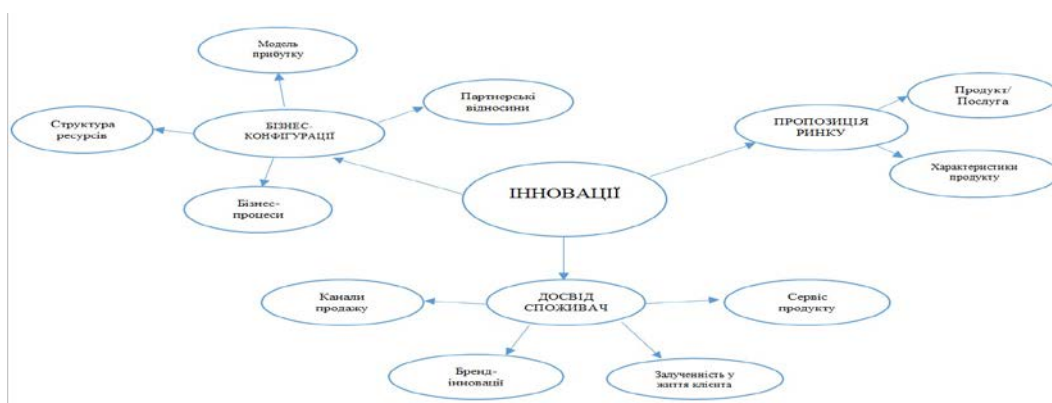 Модель
прибутку
Партнерські
відносини
Структура
ресурсів
БІЗНЕС-
КОНФІГУРАЦІЇ
Бізнес-
процеси
ІННОВАЦІЇ
ПРОПОЗИЦІЯ
РИНКУ
Продукт/
Послуга
Характеристики
продукту
ДОСВІД
СПОЖИВАЧ
Канали
продажу
Сервіс
продукту
Бренд-
інновації
Залученність у
життя клієнта